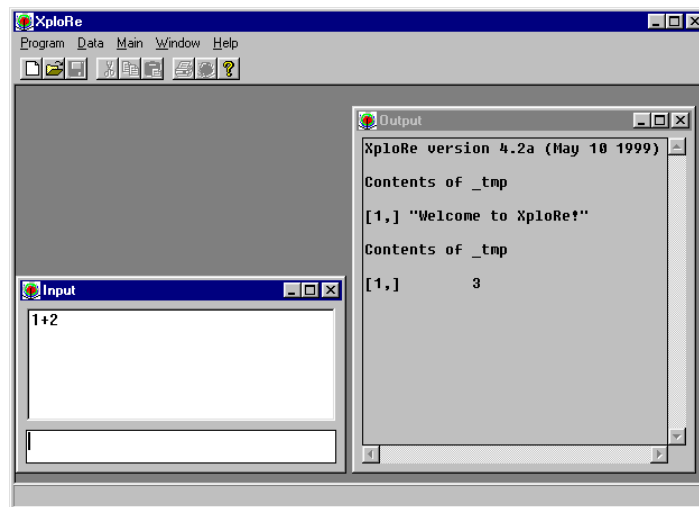 XploRe
Program Data Main Window Help
Output
XploRe version 4.2a (May 10 1999)
Contents of _tmp
[1,] "Welcome to XploRe!"
Contents of _tmp
[1,] 3
Input
1+2